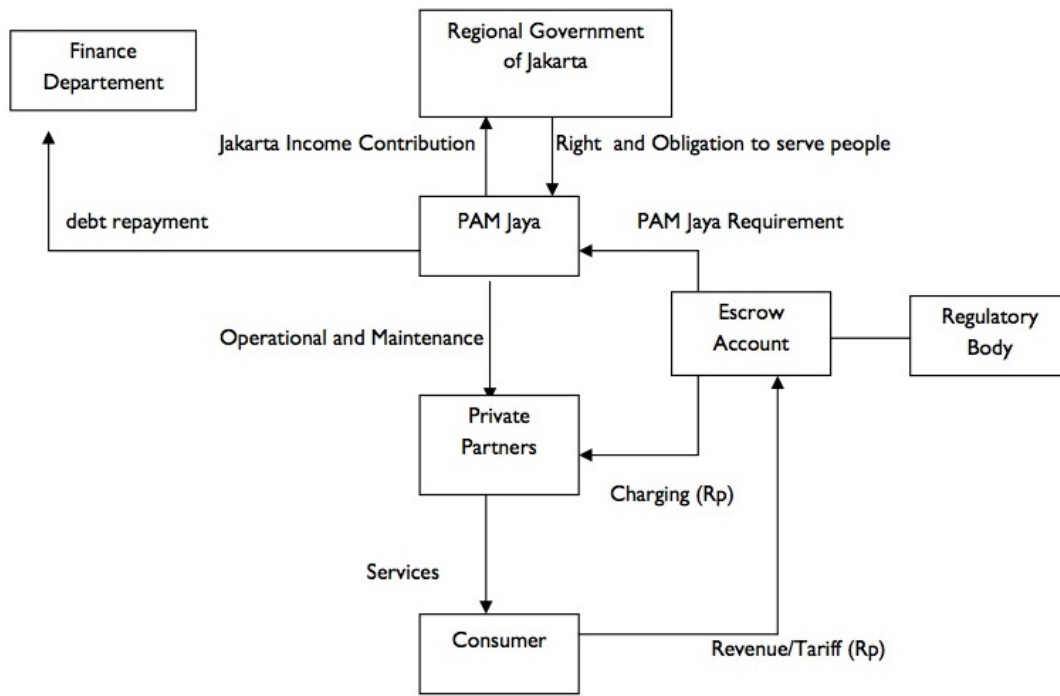 Regional Government
of Jakarta
Finance
Departement
Jakarta Income Contribution
Right and Obligation to serve people
debt repayment
PAM Jaya
PAM Jaya Requirement
Escrow
Account
Regulatory
Body
Operational and Maintenance
Private
Partners
Charging (Rp)
Services
Consumer
Revenue/Tariff (Rp)